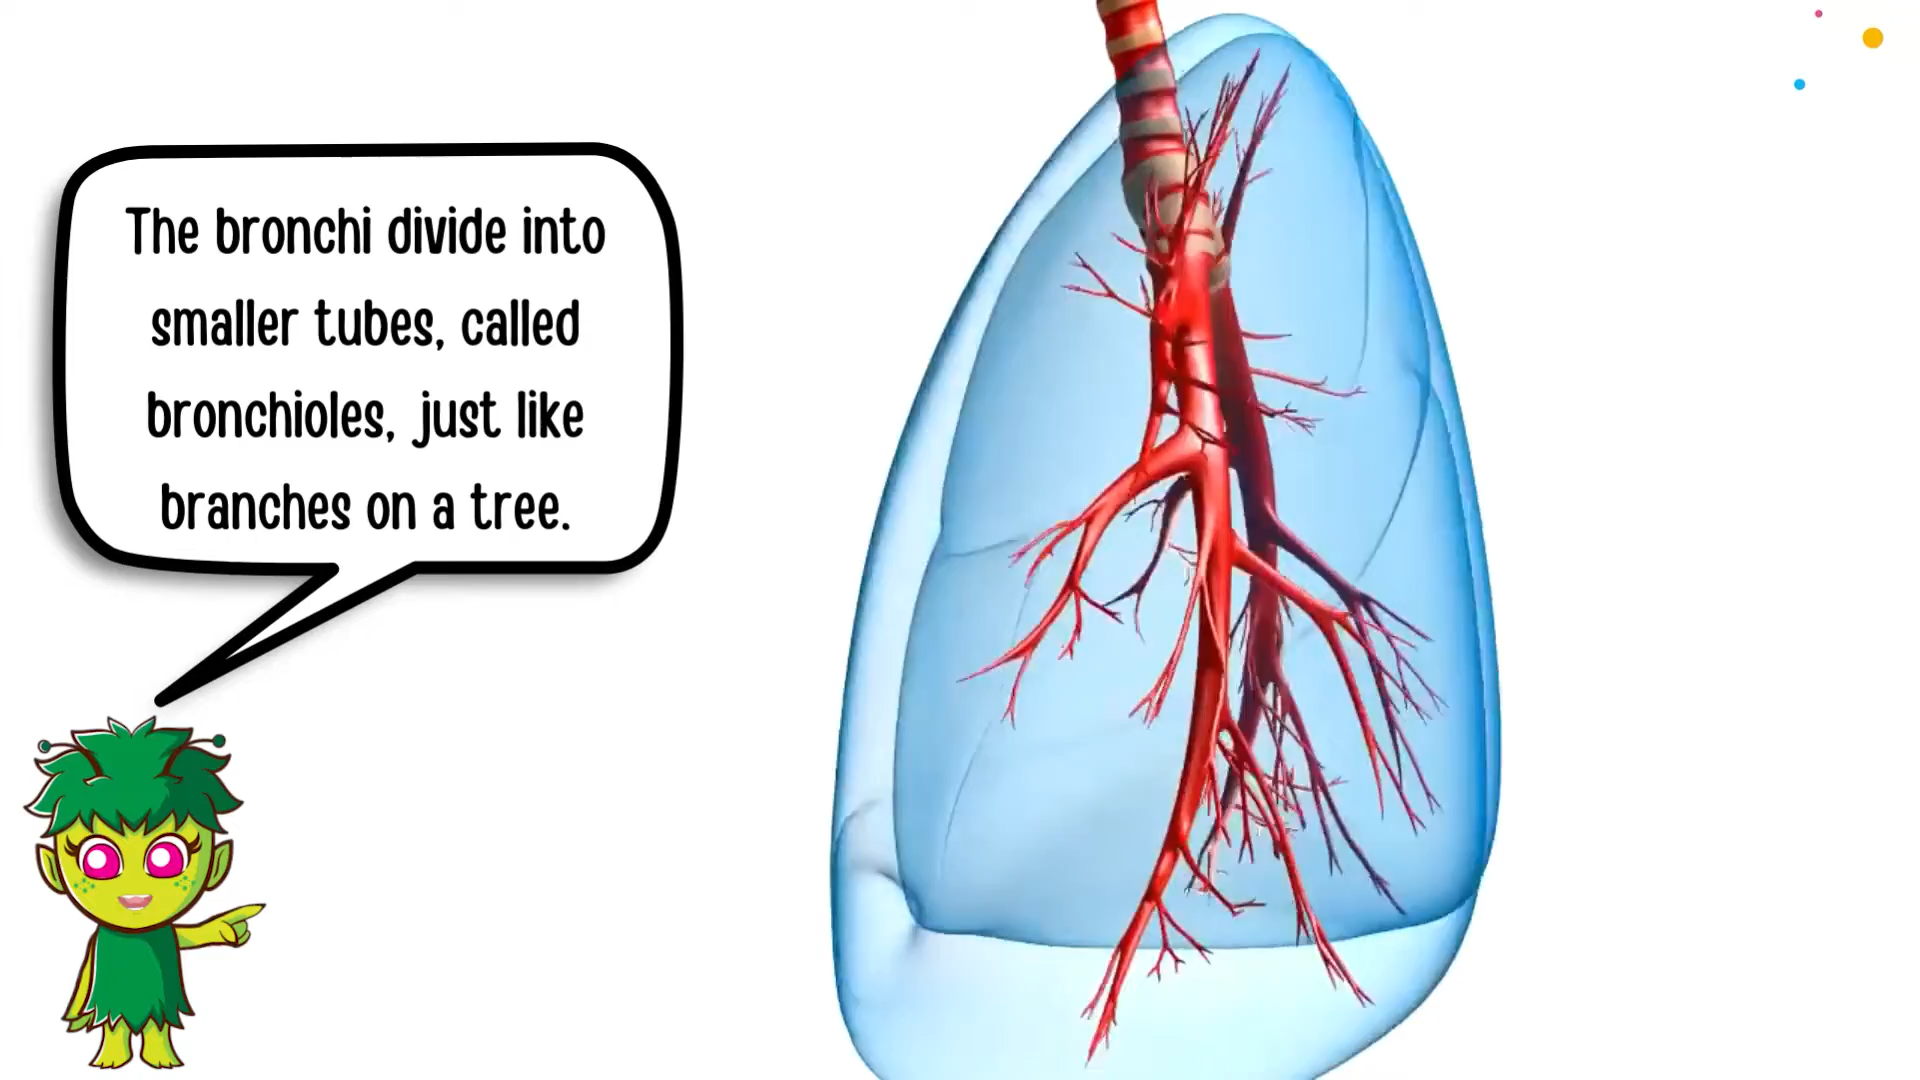 The bronchi divide into
smaller tubes, called
bronchioles, just like
branches on a tree.